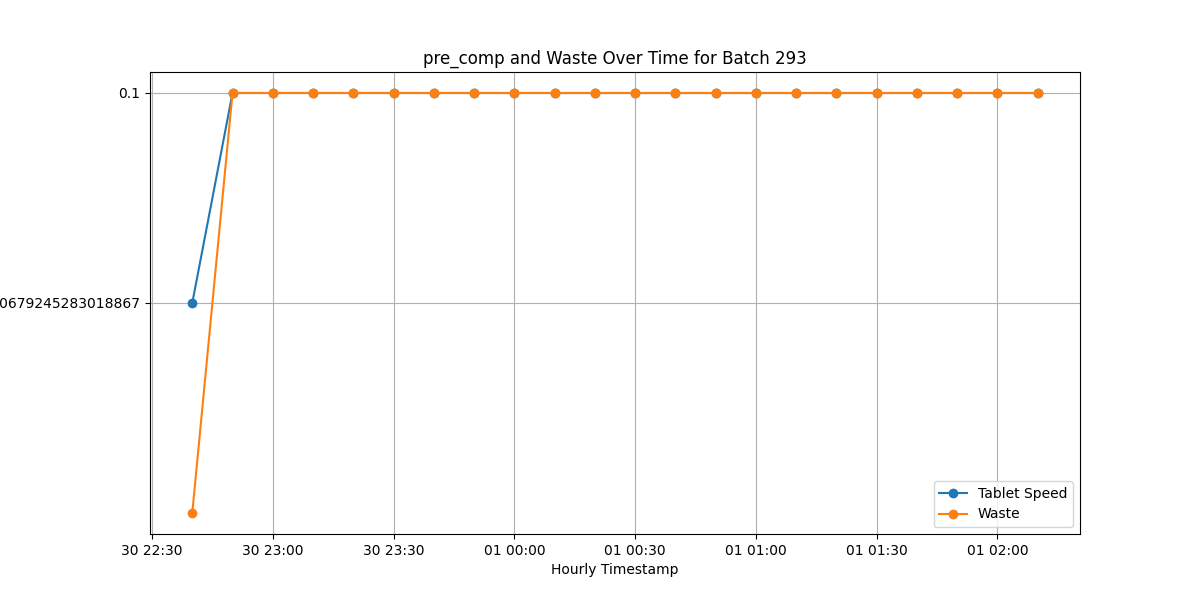 pre_comp and Waste Over Time for Batch 293
0.1
0679245283018867
30 22:30
30 23:00
30 23:30
01 00:00
01 00:30
01 01:00
01 01:30
01 02:00
Hourly Timestamp
Tablet Speed
Waste